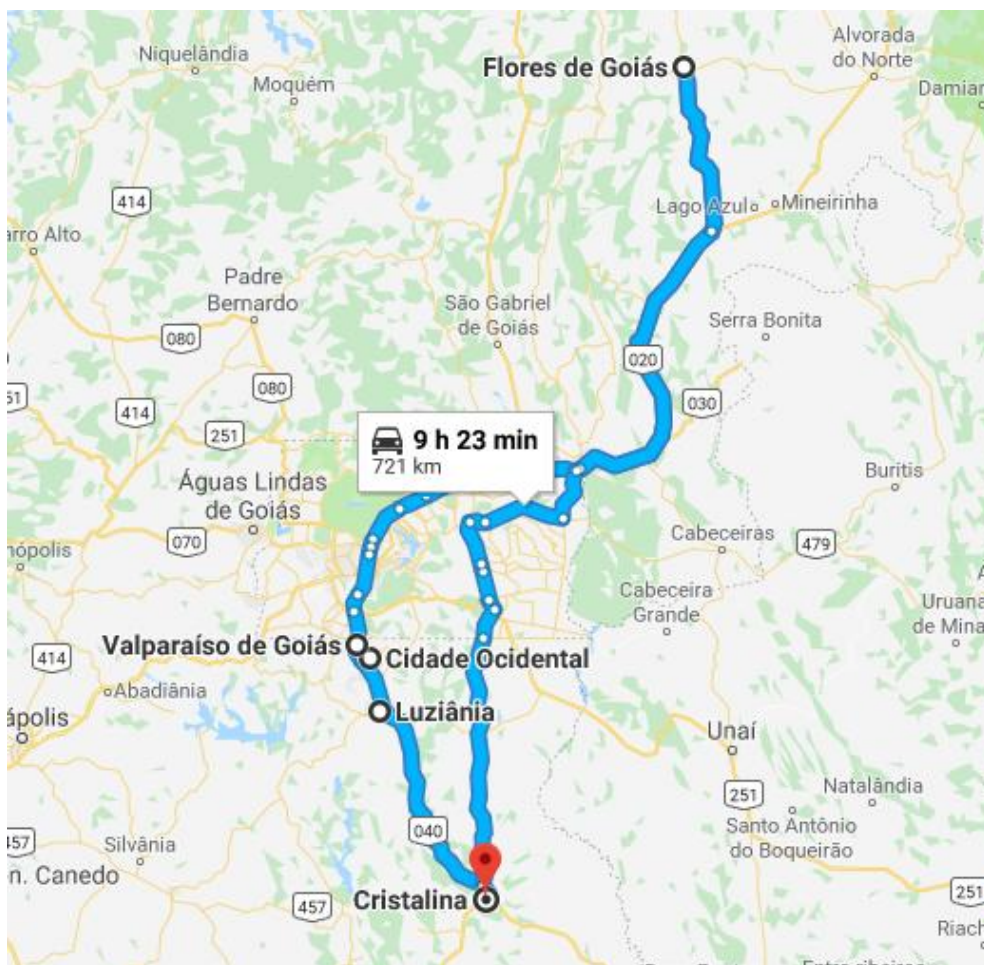 Alvorada
do Norte
Niquelândia
Flores de Goiás
Moquém
Damian
414
Lago Azul
Mineirinha
arro Alto
Padre
Bernardo
São Gabriel
de Goiás
Serra Bonita
080
020
080
030
51
414
251
9 h 23 min
721 km
Buritis
Águas Lindas
de Goiás
070
Cabeceiras
479
nópolis
Cabeceira
Grande
Uruana
de Mina
Valparaíso de Goiás
Cidade Ocidental
414
Abadiânia
Luziânia
ápolis
Unaí
Natalândia
251
040
Santo Antônio
do Boqueirão
457
Silvânia
n. Canedo
251
Cristalina
457
Riach